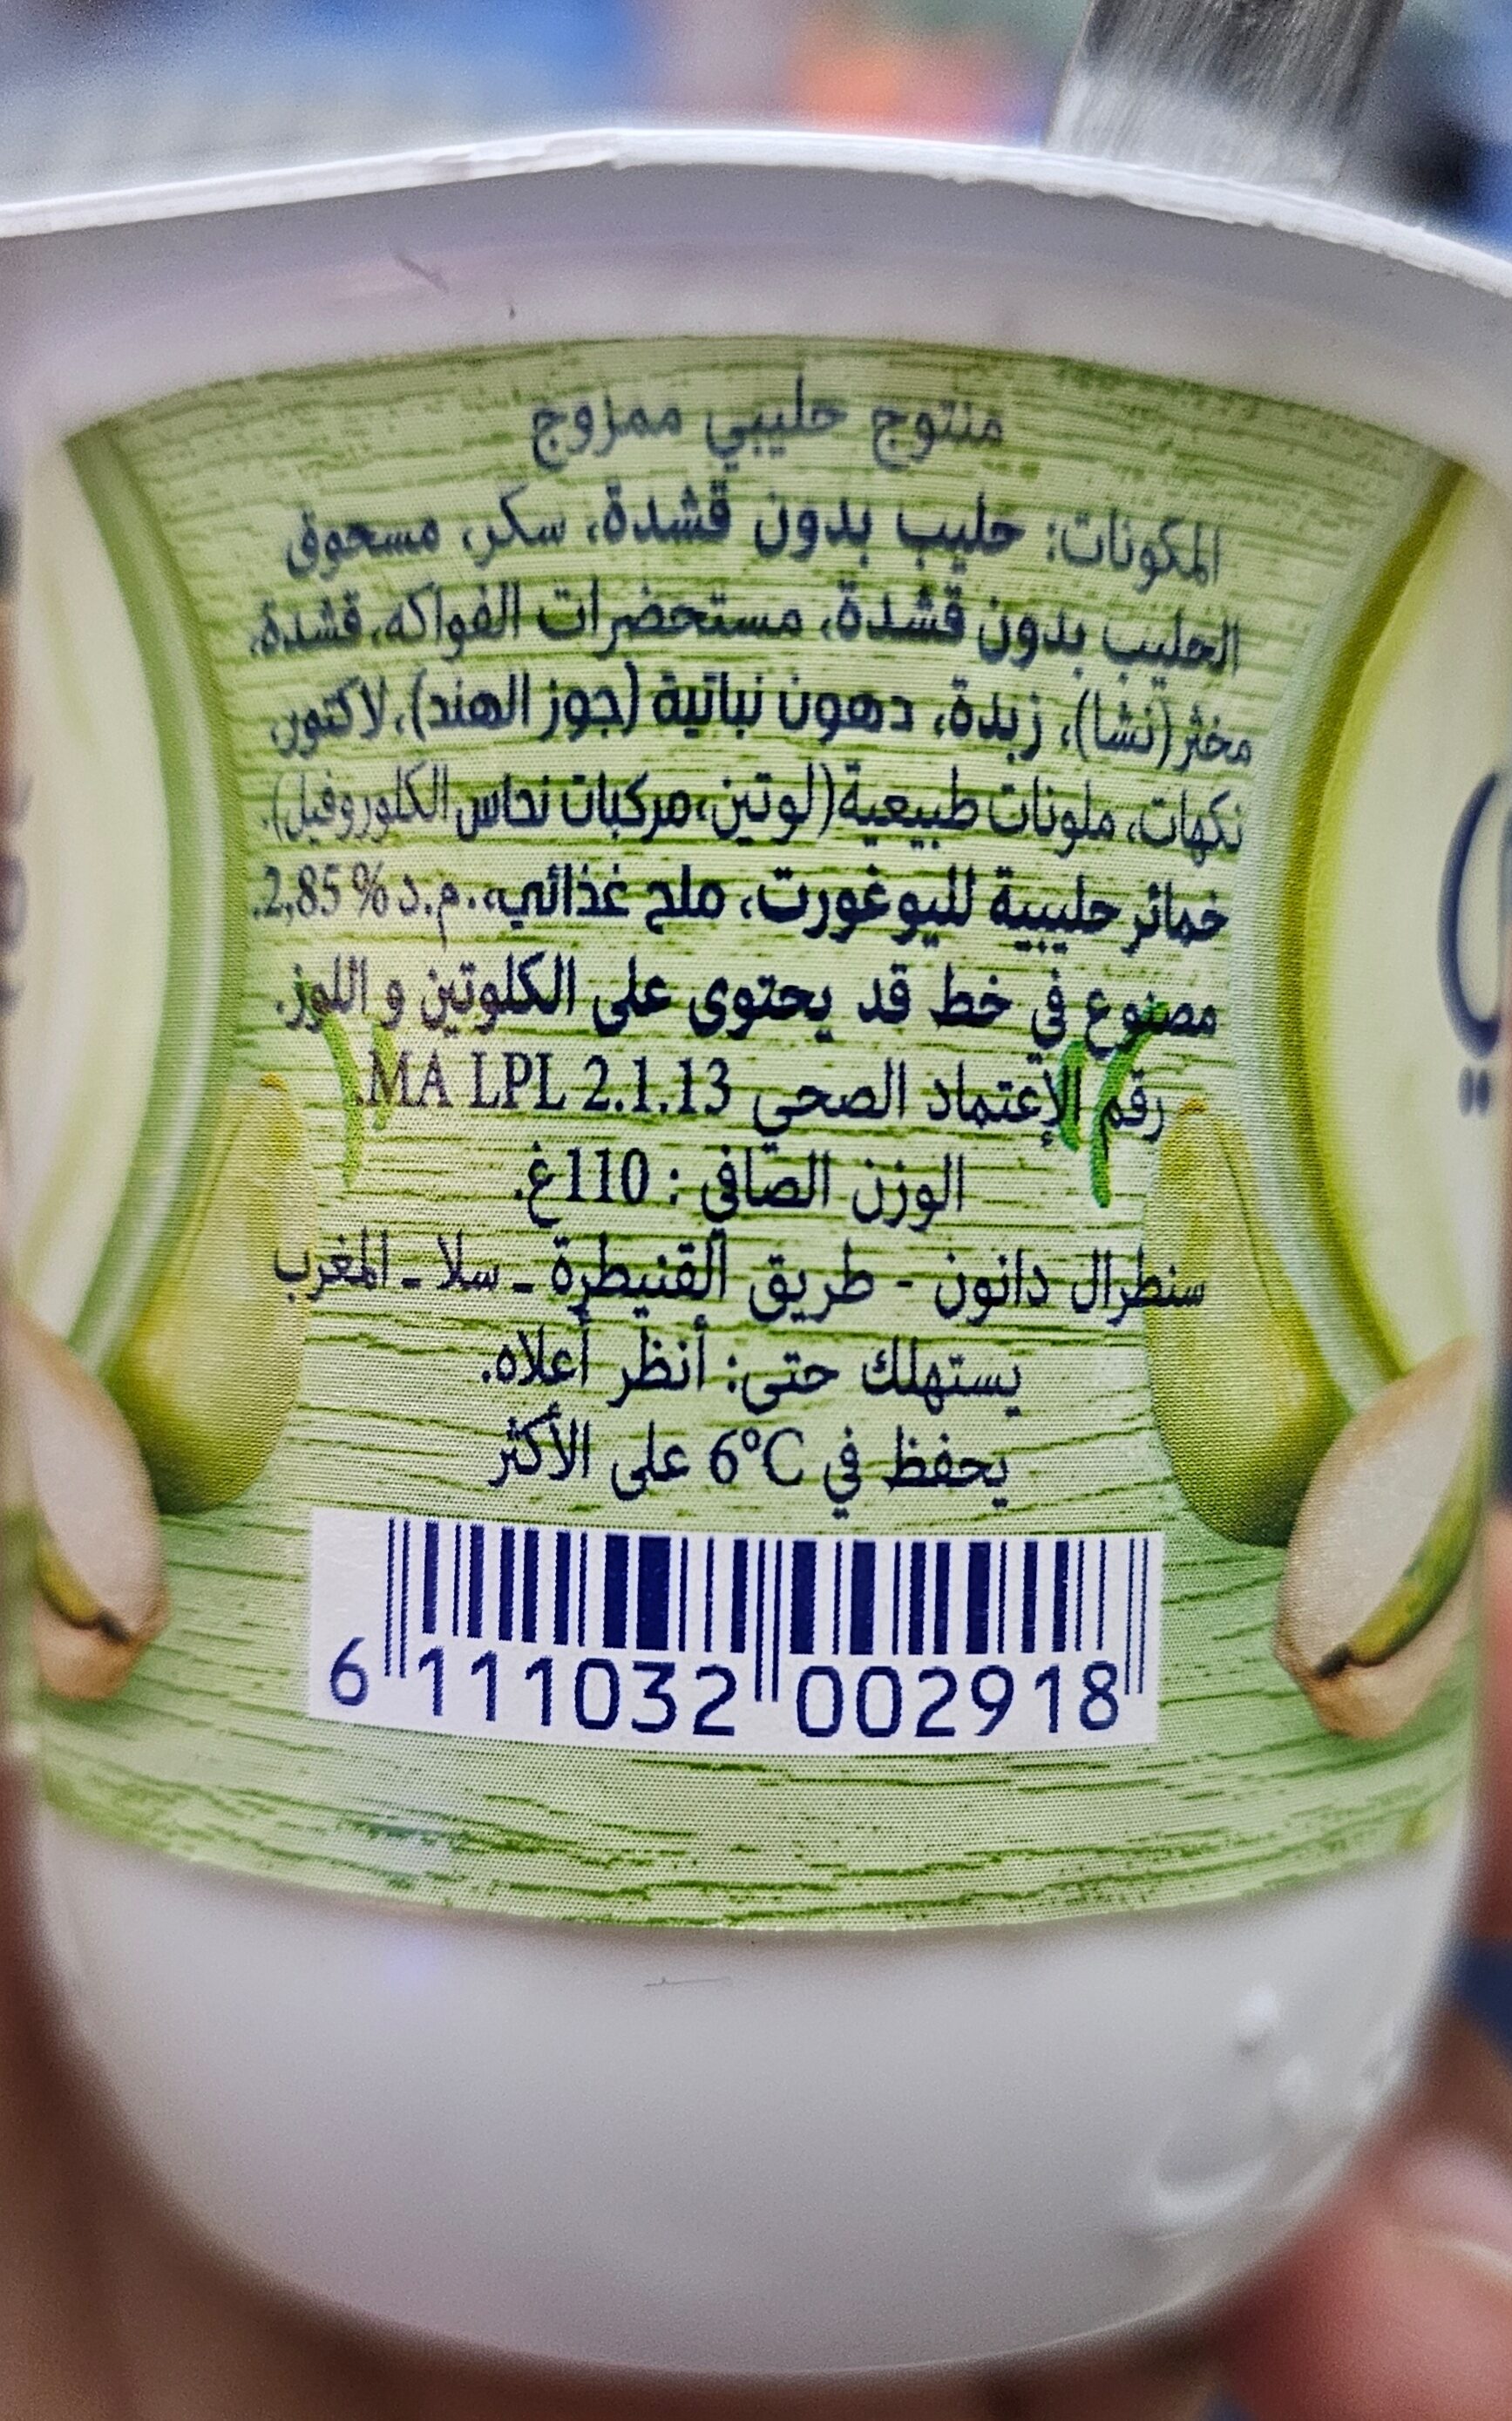 منتوج حليبي ممزوج
المكونات: حليب بدون قشدة، سكر، مسحوق
الحليب بدون قشدة، مستحضرات الفواكه، قشدة،
مخثر (نشا)، زبدة، دهون نباتية (جوز الهند)، لاكتوز،
نكهات، ملونات طبيعية (لوتين، مركبات نحاس الكلوروفيل)،
خمائر حليبية لليوغورت، ملح غذائي،. م.د % 2,85.
مصنوع في خط قد يحتوى على الكلوتين و اللوز.
رقم الإعتماد الصحي MA LPL 2.1.13.
الوزن الصافي : 110غ.
سنطرال دانون - طريق القنيطرة - سلا - المغرب
يستهلك حتى: أنظر أعلاه.
يحفظ في 6°C على الأكثر
6 111032 002918